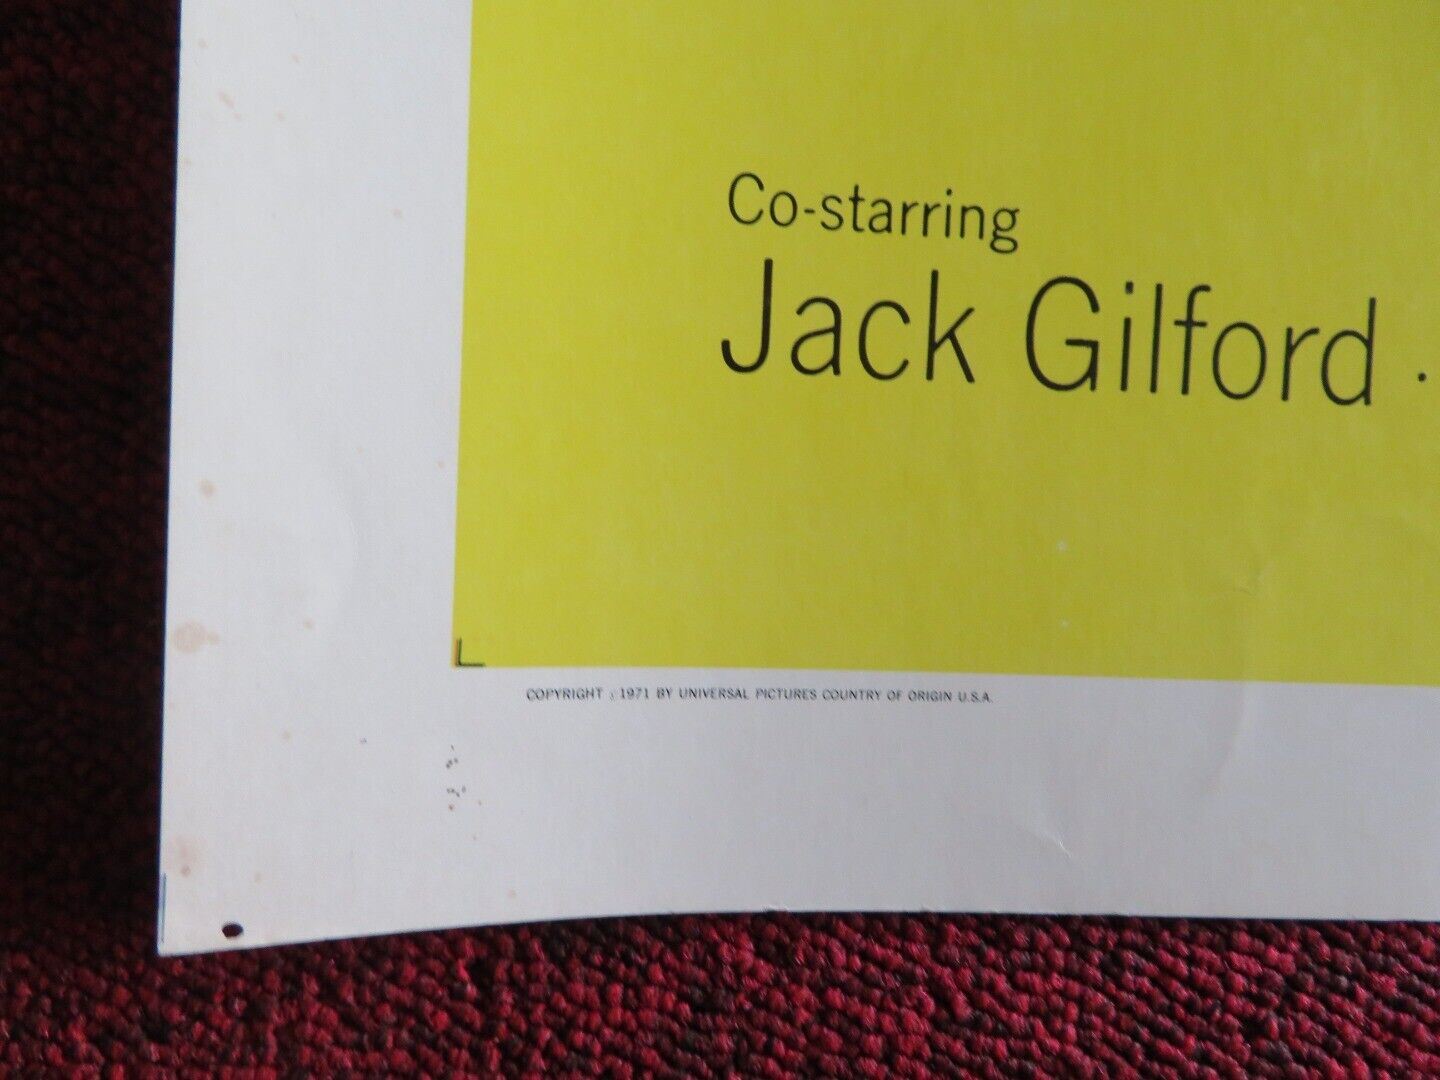 Co-starring
Jack Gilford ·
COPYRIGHT : 1971 BY UNIVERSAL PICTURES COUNTRY OF ORIGIN U.S.A.